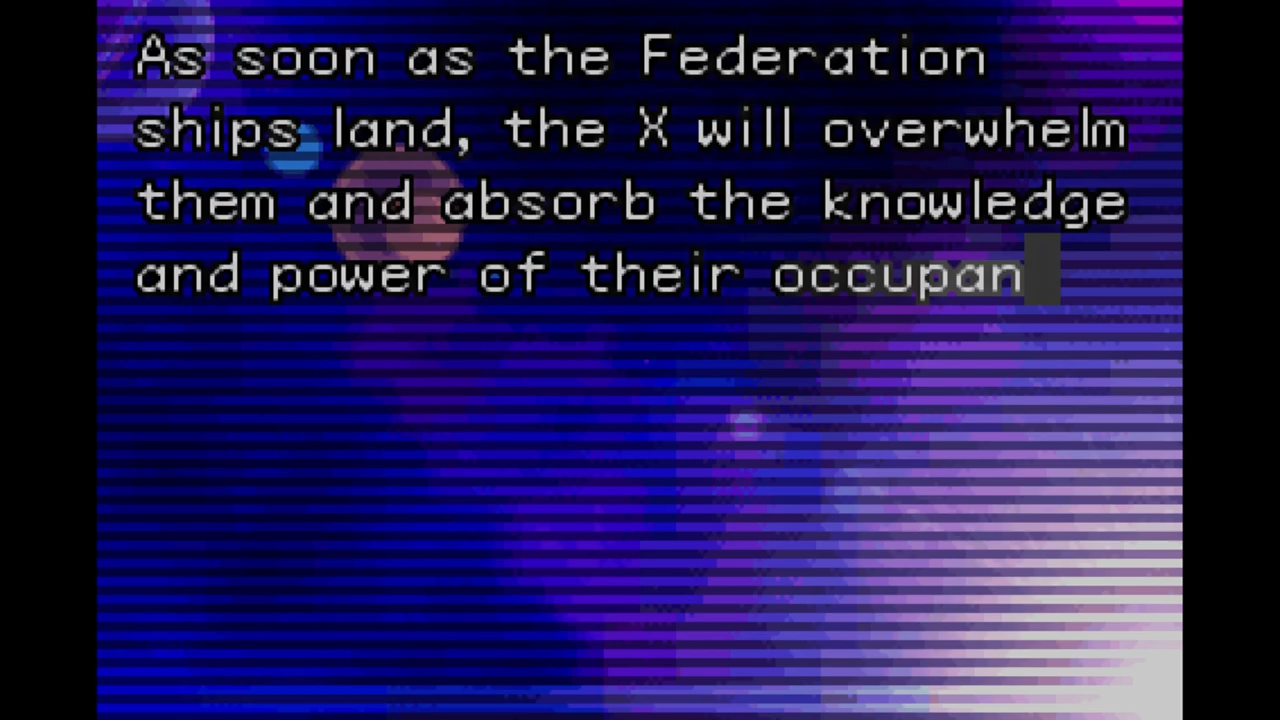 As soon as the Federation
ships land, the X will overwhelm
them and absorb the knowledge
and power of their occupan